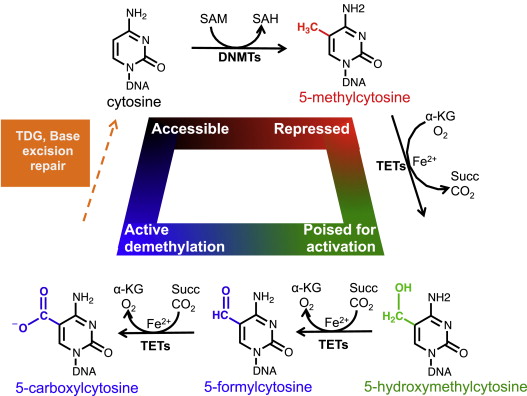 NH₂
N
N
O
DNA
cytosine
SAM SAH
DNMTs
NH2
H₃C
N
N
O
DNA
5-methylcytosine
TDG, Base
excision
repair
Accessible
Repressed
α-KG
O₂
TETs
Fe²⁺
Succ
CO₂
Active
demethylation
Poised for
activation
O
C
⁻O
NH₂
N
N
O
DNA
5-carboxylcytosine
α-KG Succ
O₂ CO₂
Fe²⁺
TETs
O
HC
NH₂
N
N
O
DNA
5-formylcytosine
α-KG Succ
O₂ CO₂
Fe²⁺
TETs
OH
H₂C
NH2
N
N
O
DNA
5-hydroxymethylcytosine